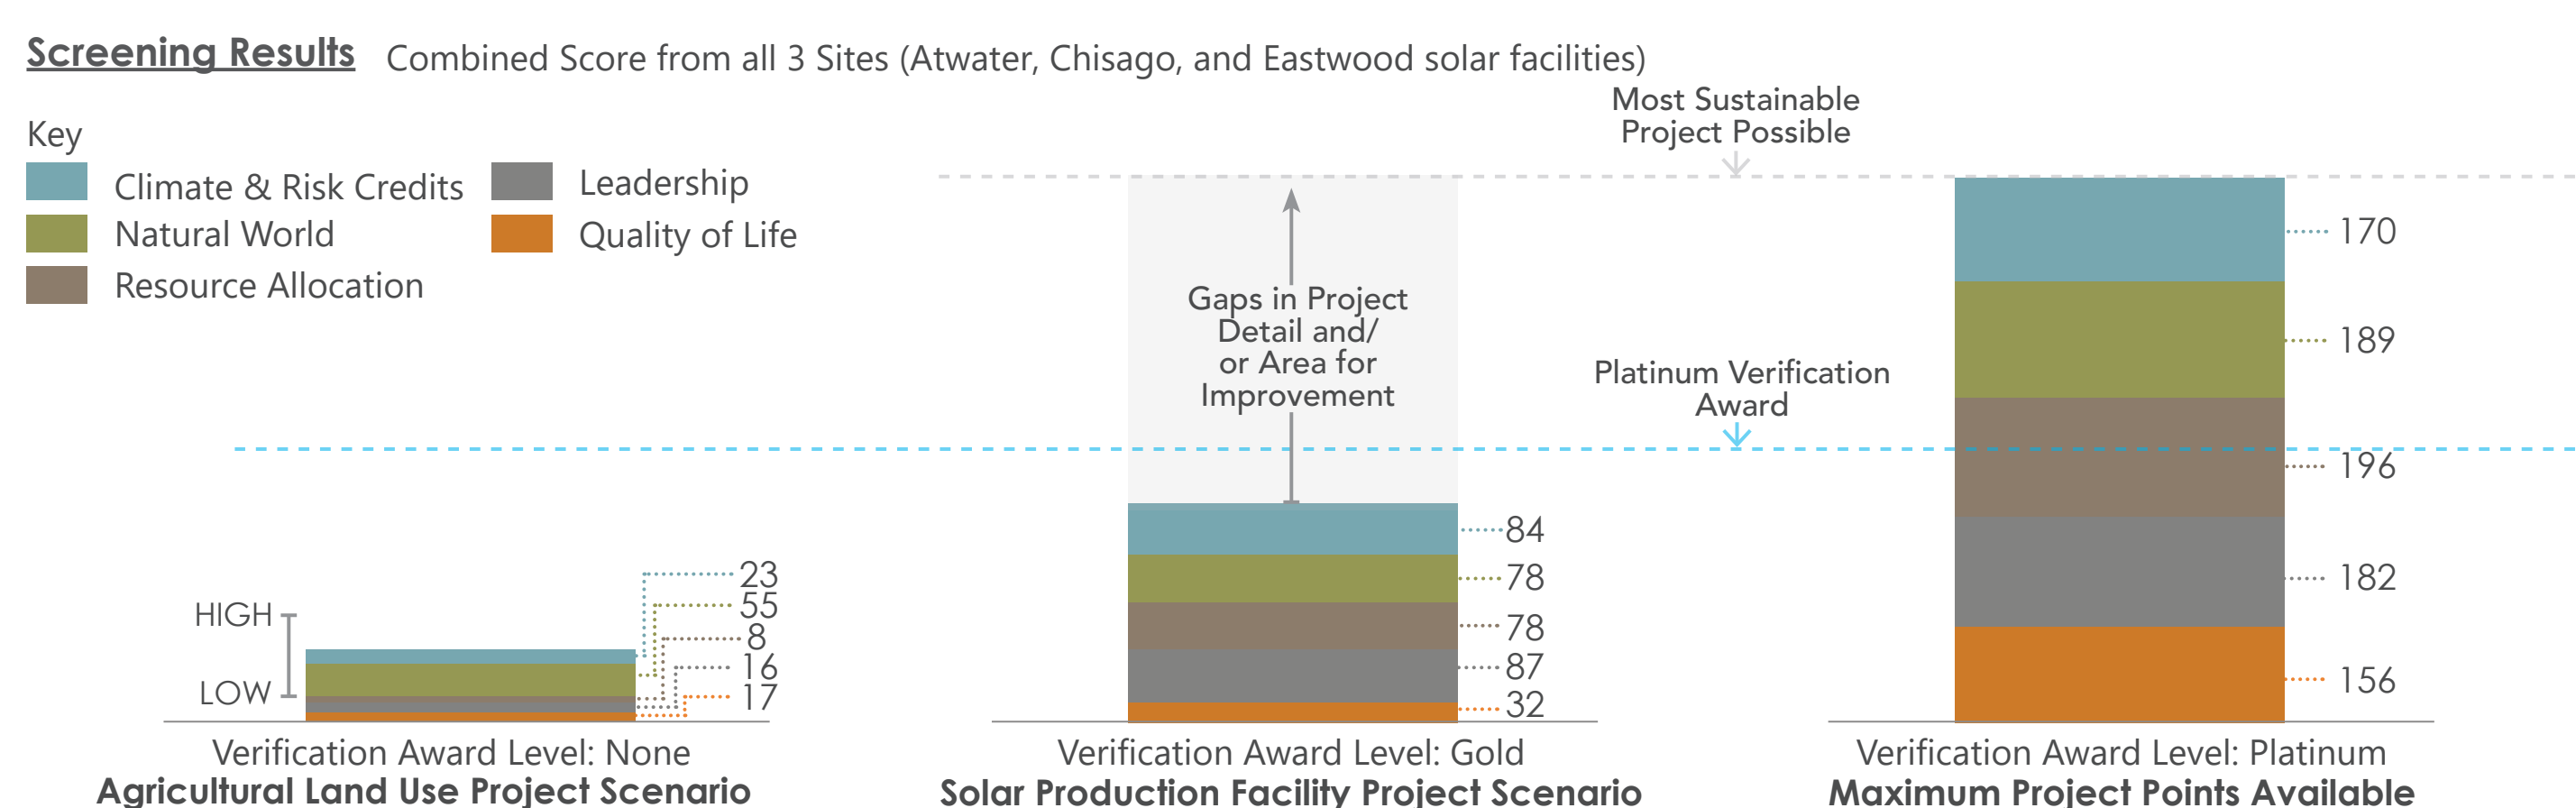 Screening Results Combined Score from all 3 Sites (Atwater, Chisago, and Eastwood solar facilities)
Key
Climate & Risk Credits
Natural World
Resource Allocation
Leadership
Quality of Life
Most Sustainable
Project Possible
Gaps in Project
Detail and/
or Area for
Improvement
Platinum Verification
Award
HIGH
LOW
23
55
8
16
17
Verification Award Level: None
Agricultural Land Use Project Scenario
84
78
78
87
32
Verification Award Level: Gold
Solar Production Facility Project Scenario
170
189
196
182
156
Verification Award Level: Platinum
Maximum Project Points Available